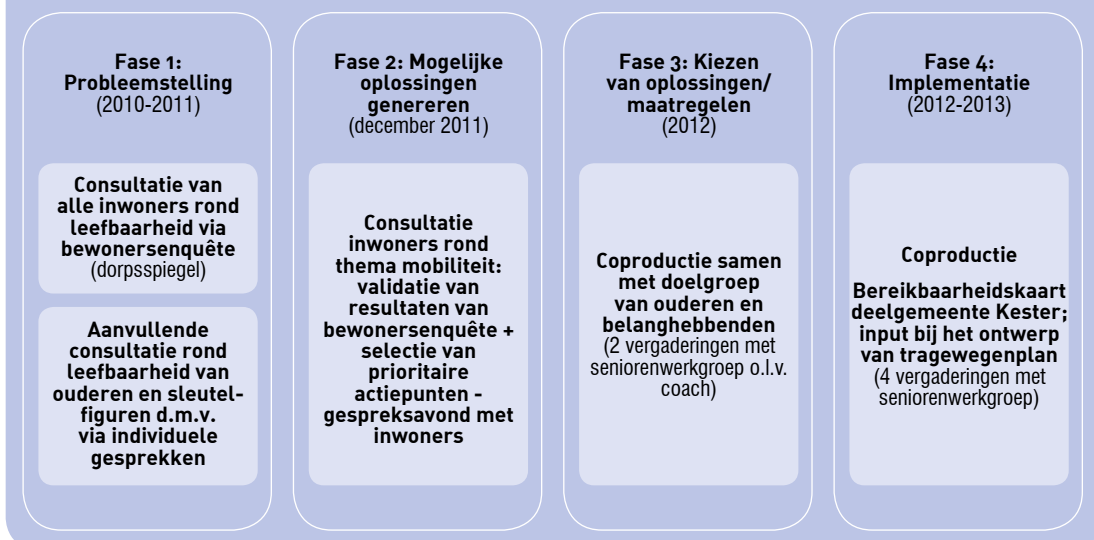 Fase 1:
Probleemstelling
(2010-2011)
Consultatie van
alle inwoners rond
leefbaarheid via
bewonersenquête
(dorpsspiegel)
Aanvullende
consultatie rond
leefbaarheid van
ouderen en sleutel-
figuren d.m.v.
via individuele
gesprekken
Fase 2: Mogelijke
oplossingen
genereren
(december 2011)
Consultatie
inwoners rond
thema mobiliteit:
validatie van
resultaten van
bewonersenquête +
selectie van
prioritaire
actiepunten -
gespreksavond met
inwoners
Fase 3: Kiezen
van oplossingen/
maatregelen
(2012)
Coproductie samen
met doelgroep
van ouderen en
belanghebbenden
(2 vergaderingen met
seniorenwerkgroep o.l.v.
coach)
Fase 4:
Implementatie
(2012-2013)
Coproductie
Bereikbaarheidskaart
deelgemeente Kester;
input bij het ontwerp
van tragewegenplan
(4 vergaderingen met
seniorenwerkgroep)